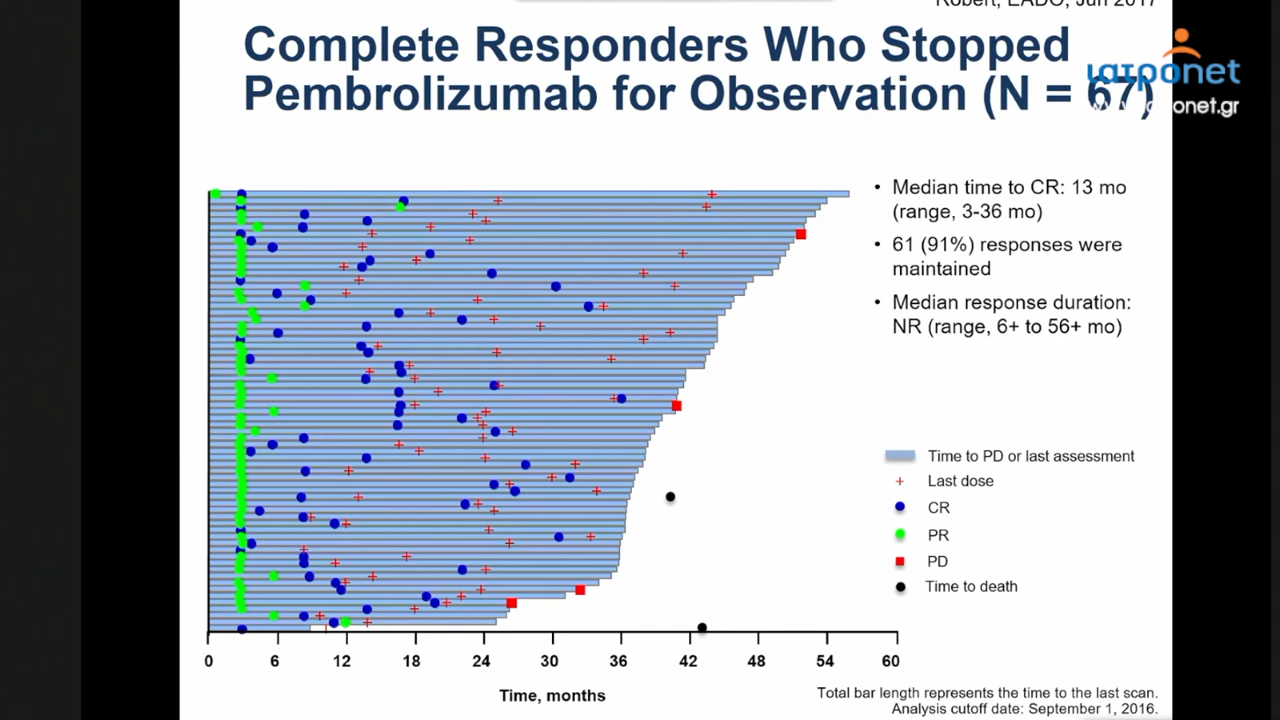 Robert, EADO, Jun 2017
Complete Responders Who Stopped
Pembrolizumab for Observation (N = 67)
ιατρonet
www.iatronet.gr
• Median time to CR: 13 mo
(range, 3-36 mo)
• 61 (91%) responses were
maintained
• Median response duration:
NR (range, 6+ to 56+ mo)
Time to PD or last assessment
Last dose
CR
PR
PD
Time to death
0 6 12 18 24 30 36 42 48 54 60
Time, months
Total bar length represents the time to the last scan.
Analysis cutoff date: September 1, 2016.